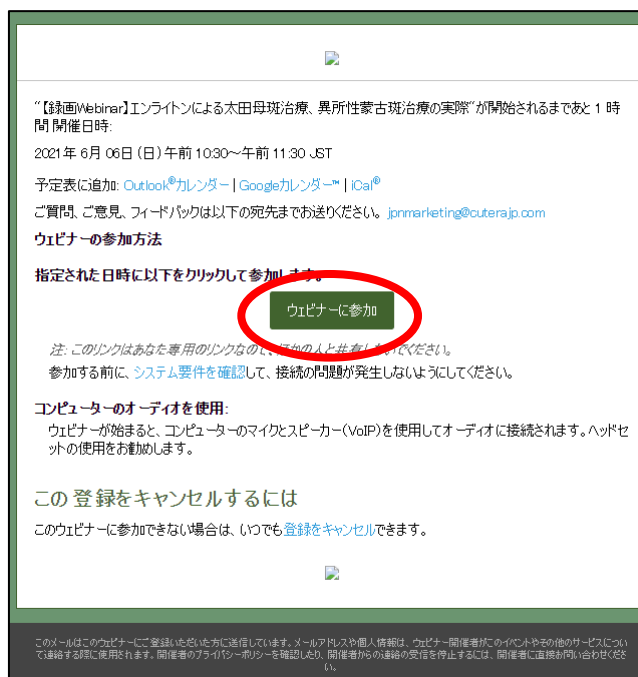 “【録画Webinar】エンライトンによる太田母斑治療、異所性蒙古斑治療の実際”が開始されるまであと 1 時
間 開催日時:
2021年 6月 06日 (日) 午前 10:30～午前 11:30 JST
予定表に追加: Outlook®カレンダー | Googleカレンダー™ | iCal®
ご質問、ご意見、フィードバックは以下の宛先までお送りください。 jpnmarketing@cuterajp.com
ウェビナーの参加方法
指定された日時に以下をクリックして参加します。
ウェビナーに参加
注: このリンクはあなた専用のリンクなので、ほかの人と共有しないでください。
参加する前に、システム要件を確認して、接続の問題が発生しないようにしてください。
コンピューターのオーディオを使用:
ウェビナーが始まると、コンピューターのマイクとスピーカー(VoIP)を使用してオーディオに接続されます。ヘッドセ
ットの使用をお勧めします。
この 登録をキャンセルするには
このウェビナーに参加できない場合は、いつでも登録をキャンセルできます。
このメールはこのウェビナーにご登録いただいた方に送信しています。メールアドレスや個人情報は、ウェビナー開催者がこのイベントやその他のサービスについ
て連絡する際に使用されます。開催者のプライバシーポリシーを確認したり、開催者からの連絡の受信を停止するには、開催者に直接お問い合わせくださ
い。